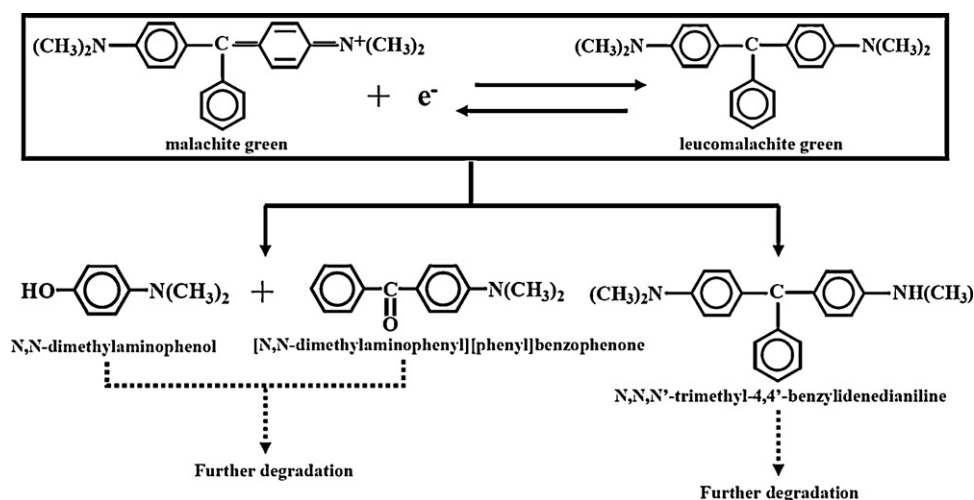 (CH₃)₂N C N⁺(CH₃)₂ (CH₃)₂N C N(CH₃)₂
+ e⁻
malachite green leucomalachite green
HO N(CH₃)₂ + C N(CH₃)₂ (CH₃)₂N C NH(CH₃)
O
N,N-dimethylaminophenol [N,N-dimethylaminophenyl][phenyl]benzophenone
N,N,N’-trimethyl-4,4’-benzylidenedianiline
Further degradation
Further degradation